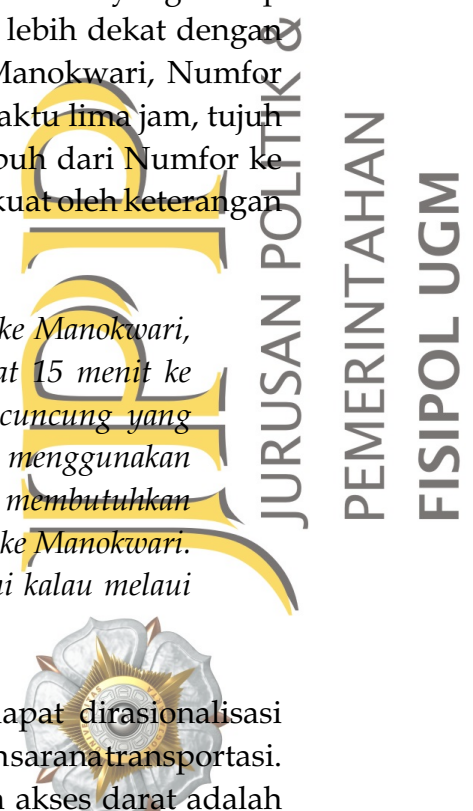 lebih dekat dengan
Manokwari, Numfor
aktu lima jam, tujuh
buh dari Numfor ke
kuat oleh keterangan
ke Manokwari,
at 15 menit ke
cuncung yang
menggunakan
membutuhkan
ke Manokwari.
i kalau melaui
apat dirasionalisasi
nsaranatransportasi.
akses darat adalah
JPP
JURUSAN POLITIK &
PEMERINTAHAN
FISIPOL UGM